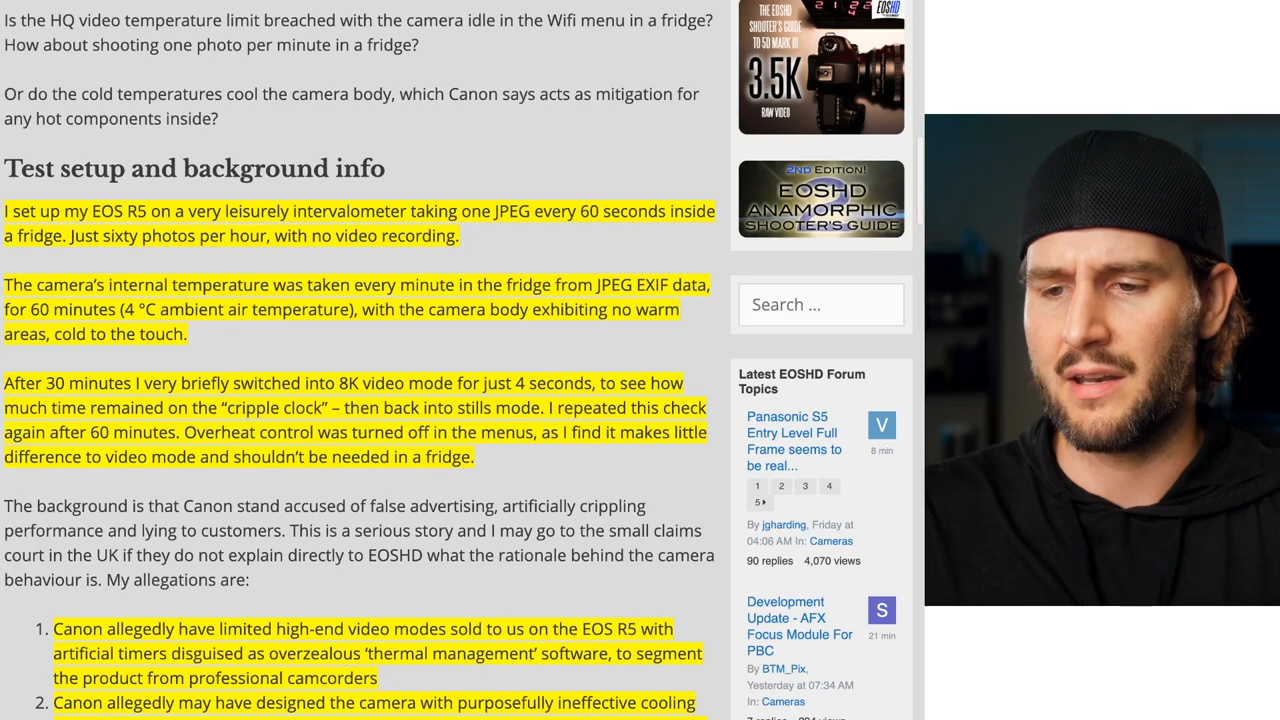 Is the HQ video temperature limit breached with the camera idle in the Wifi menu in a fridge?
How about shooting one photo per minute in a fridge?
Or do the cold temperatures cool the camera body, which Canon says acts as mitigation for
any hot components inside?
Test setup and background info
I set up my EOS R5 on a very leisurely intervalometer taking one JPEG every 60 seconds inside
a fridge. Just sixty photos per hour, with no video recording.
The camera’s internal temperature was taken every minute in the fridge from JPEG EXIF data,
for 60 minutes (4 °C ambient air temperature), with the camera body exhibiting no warm
areas, cold to the touch.
After 30 minutes I very briefly switched into 8K video mode for just 4 seconds, to see how
much time remained on the “cripple clock” – then back into stills mode. I repeated this check
again after 60 minutes. Overheat control was turned off in the menus, as I find it makes little
difference to video mode and shouldn’t be needed in a fridge.
The background is that Canon stand accused of false advertising, artificially crippling
performance and lying to customers. This is a serious story and I may go to the small claims
court in the UK if they do not explain directly to EOSHD what the rationale behind the camera
behaviour is. My allegations are:
1. Canon allegedly have limited high-end video modes sold to us on the EOS R5 with
artificial timers disguised as overzealous ‘thermal management’ software, to segment
the product from professional camcorders
2. Canon allegedly may have designed the camera with purposefully ineffective cooling
THE EOSHD
SHOOTER'S GUIDE
TO 5D MARK III
3.5K
RAW VIDEO
EOSHD
2ND EDITION!
EOSHD
ANAMORPHIC
SHOOTER'S GUIDE
Search …
Latest EOSHD Forum
Topics
Panasonic S5
Entry Level Full
Frame seems to
be real...
V
8 min
1 2 3 4
5
By jgharding, Friday at
04:06 AM In: Cameras
90 replies 4,070 views
Development
Update - AFX
Focus Module For
PBC
S
21 min
By BTM_Pix,
Yesterday at 07:34 AM
In: Cameras